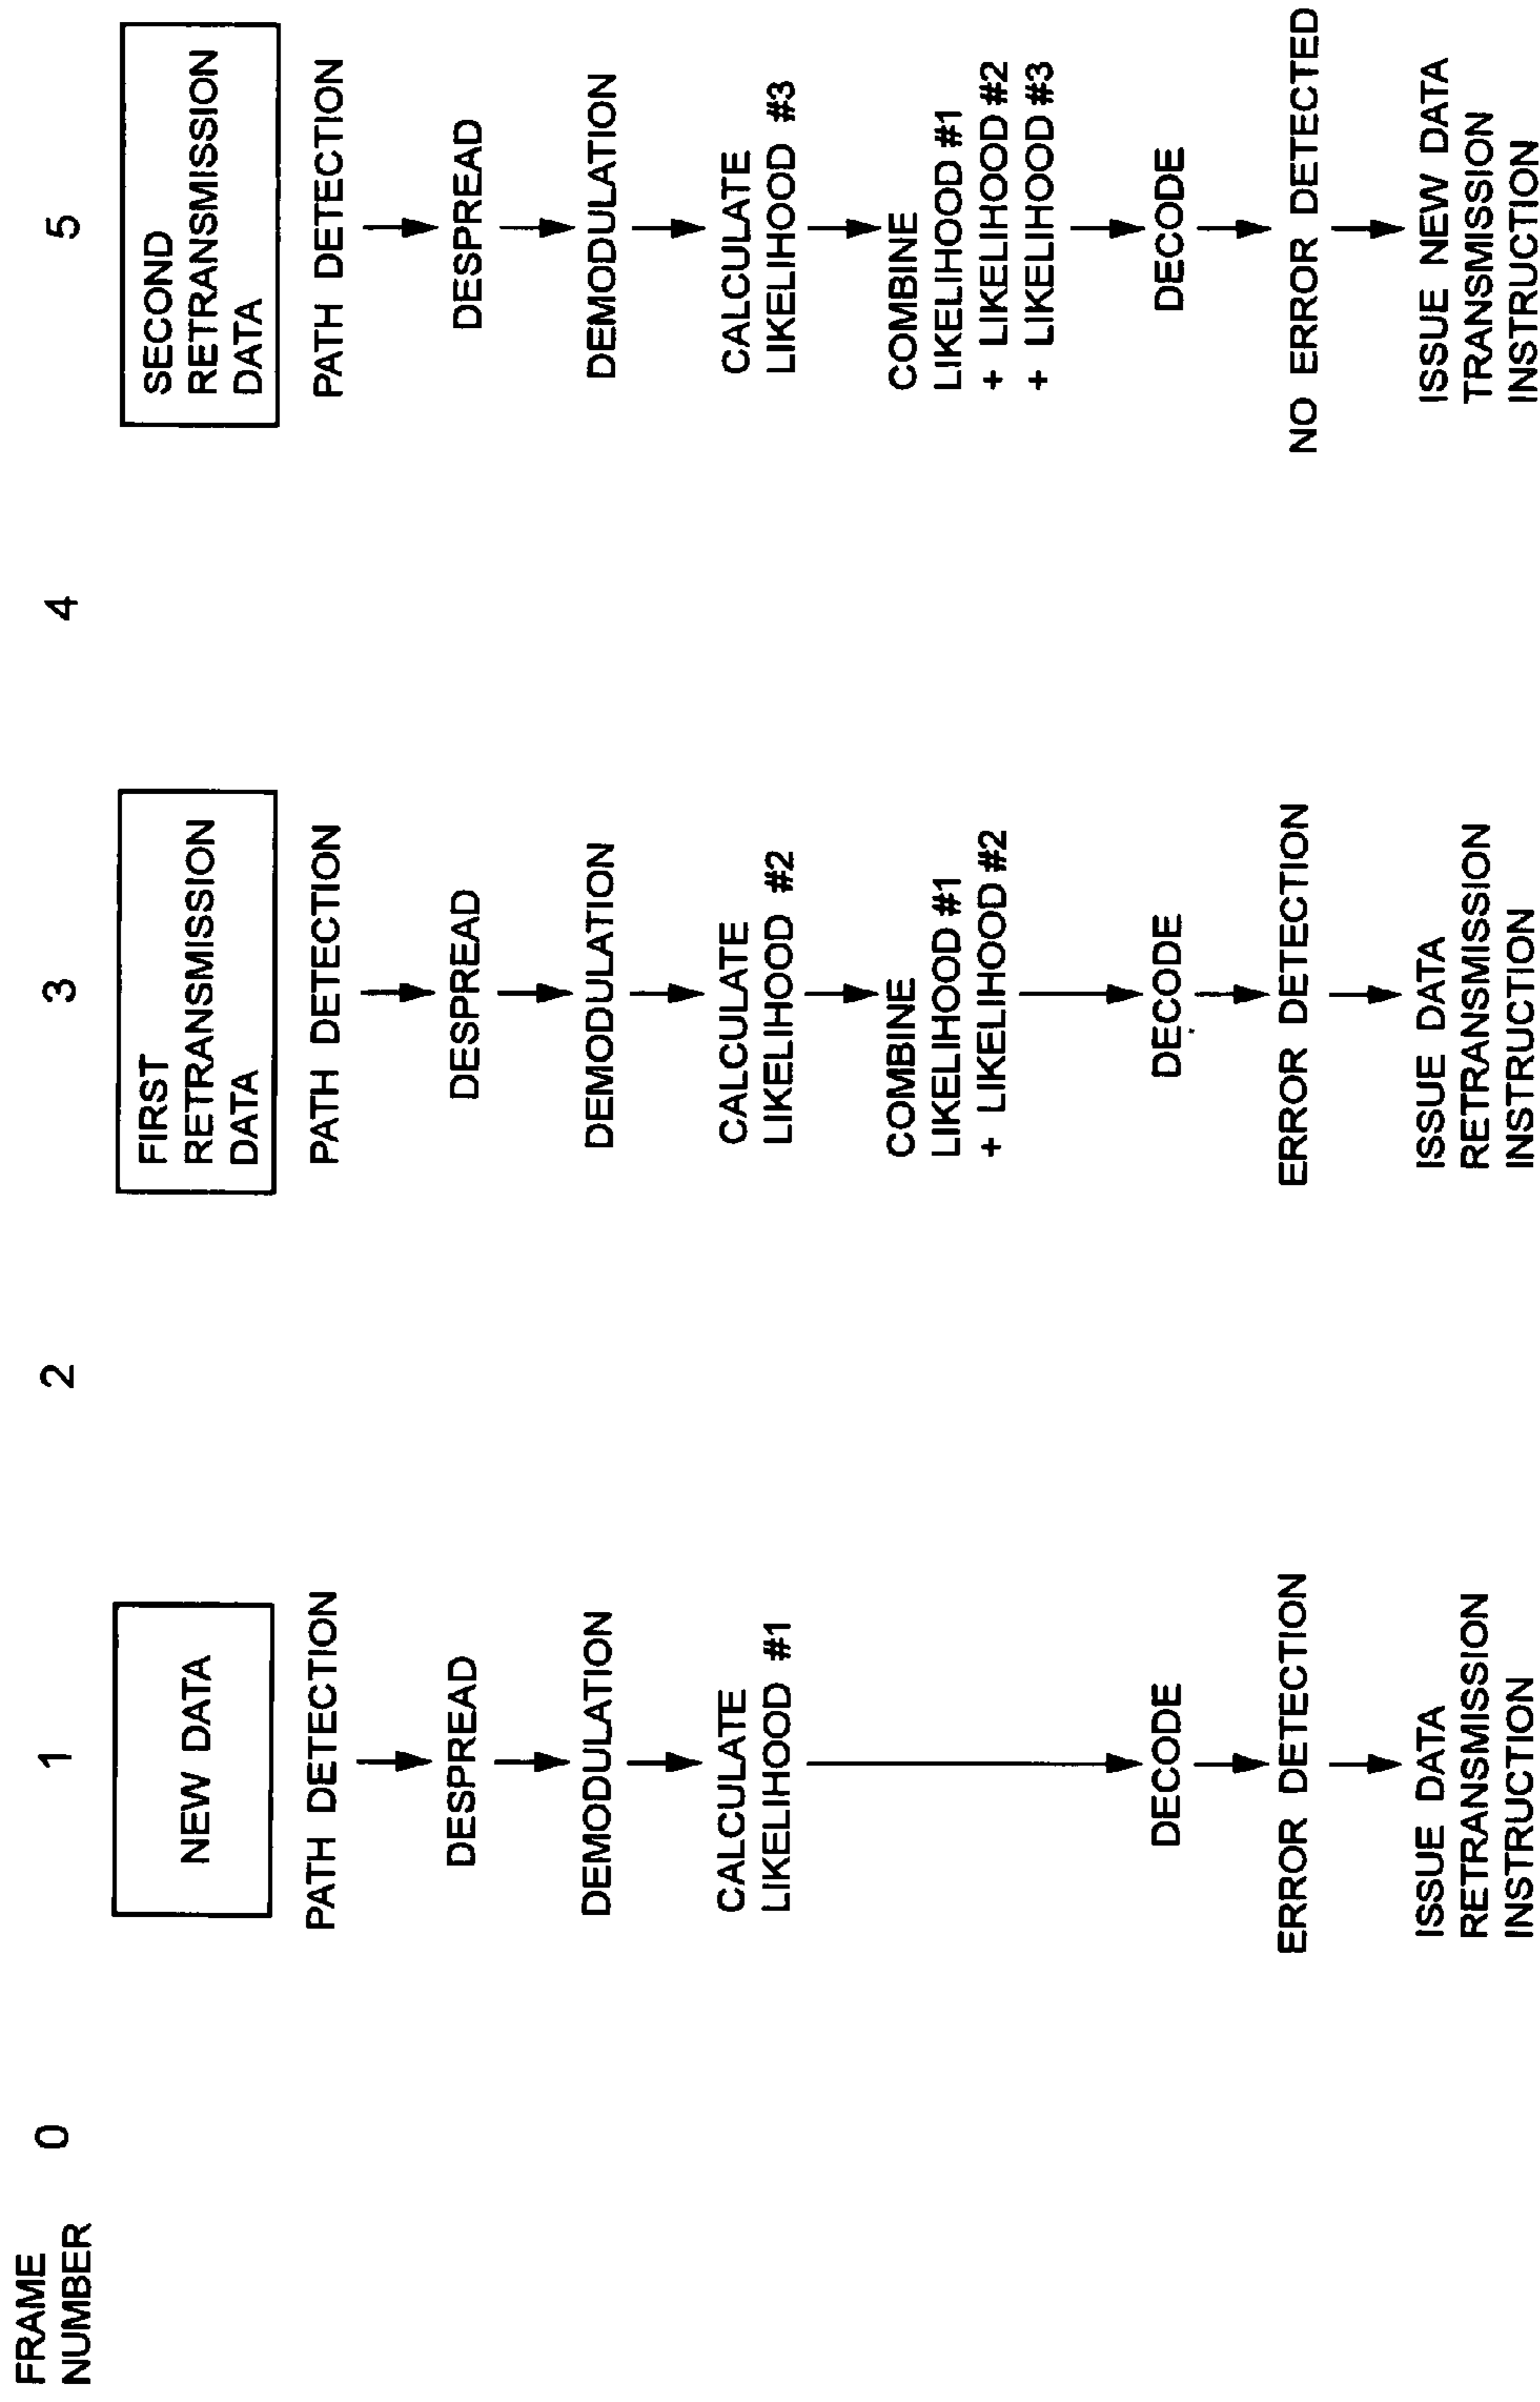 FRAME
NUMBER
0
1
2
3
4
5
NEW DATA
PATH DETECTION
DESPREAD
DEMODULATION
CALCULATE
LIKELIHOOD #1
DECODE
ERROR DETECTION
ISSUE DATA
RETRANSMISSION
INSTRUCTION
FIRST
RETRANSMISSION
DATA
PATH DETECTION
DESPREAD
DEMODULATION
CALCULATE
LIKELIHOOD #2
COMBINE
LIKELIHOOD #1
+ LIKELIHOOD #2
DECODE
ERROR DETECTION
ISSUE DATA
RETRANSMISSION
INSTRUCTION
SECOND
RETRANSMISSION
DATA
PATH DETECTION
DESPREAD
DEMODULATION
CALCULATE
LIKELIHOOD #3
COMBINE
LIKELIHOOD #1
+ LIKELIHOOD #2
+ LIKELIHOOD #3
DECODE
NO ERROR DETECTED
ISSUE NEW DATA
TRANSMISSION
INSTRUCTION